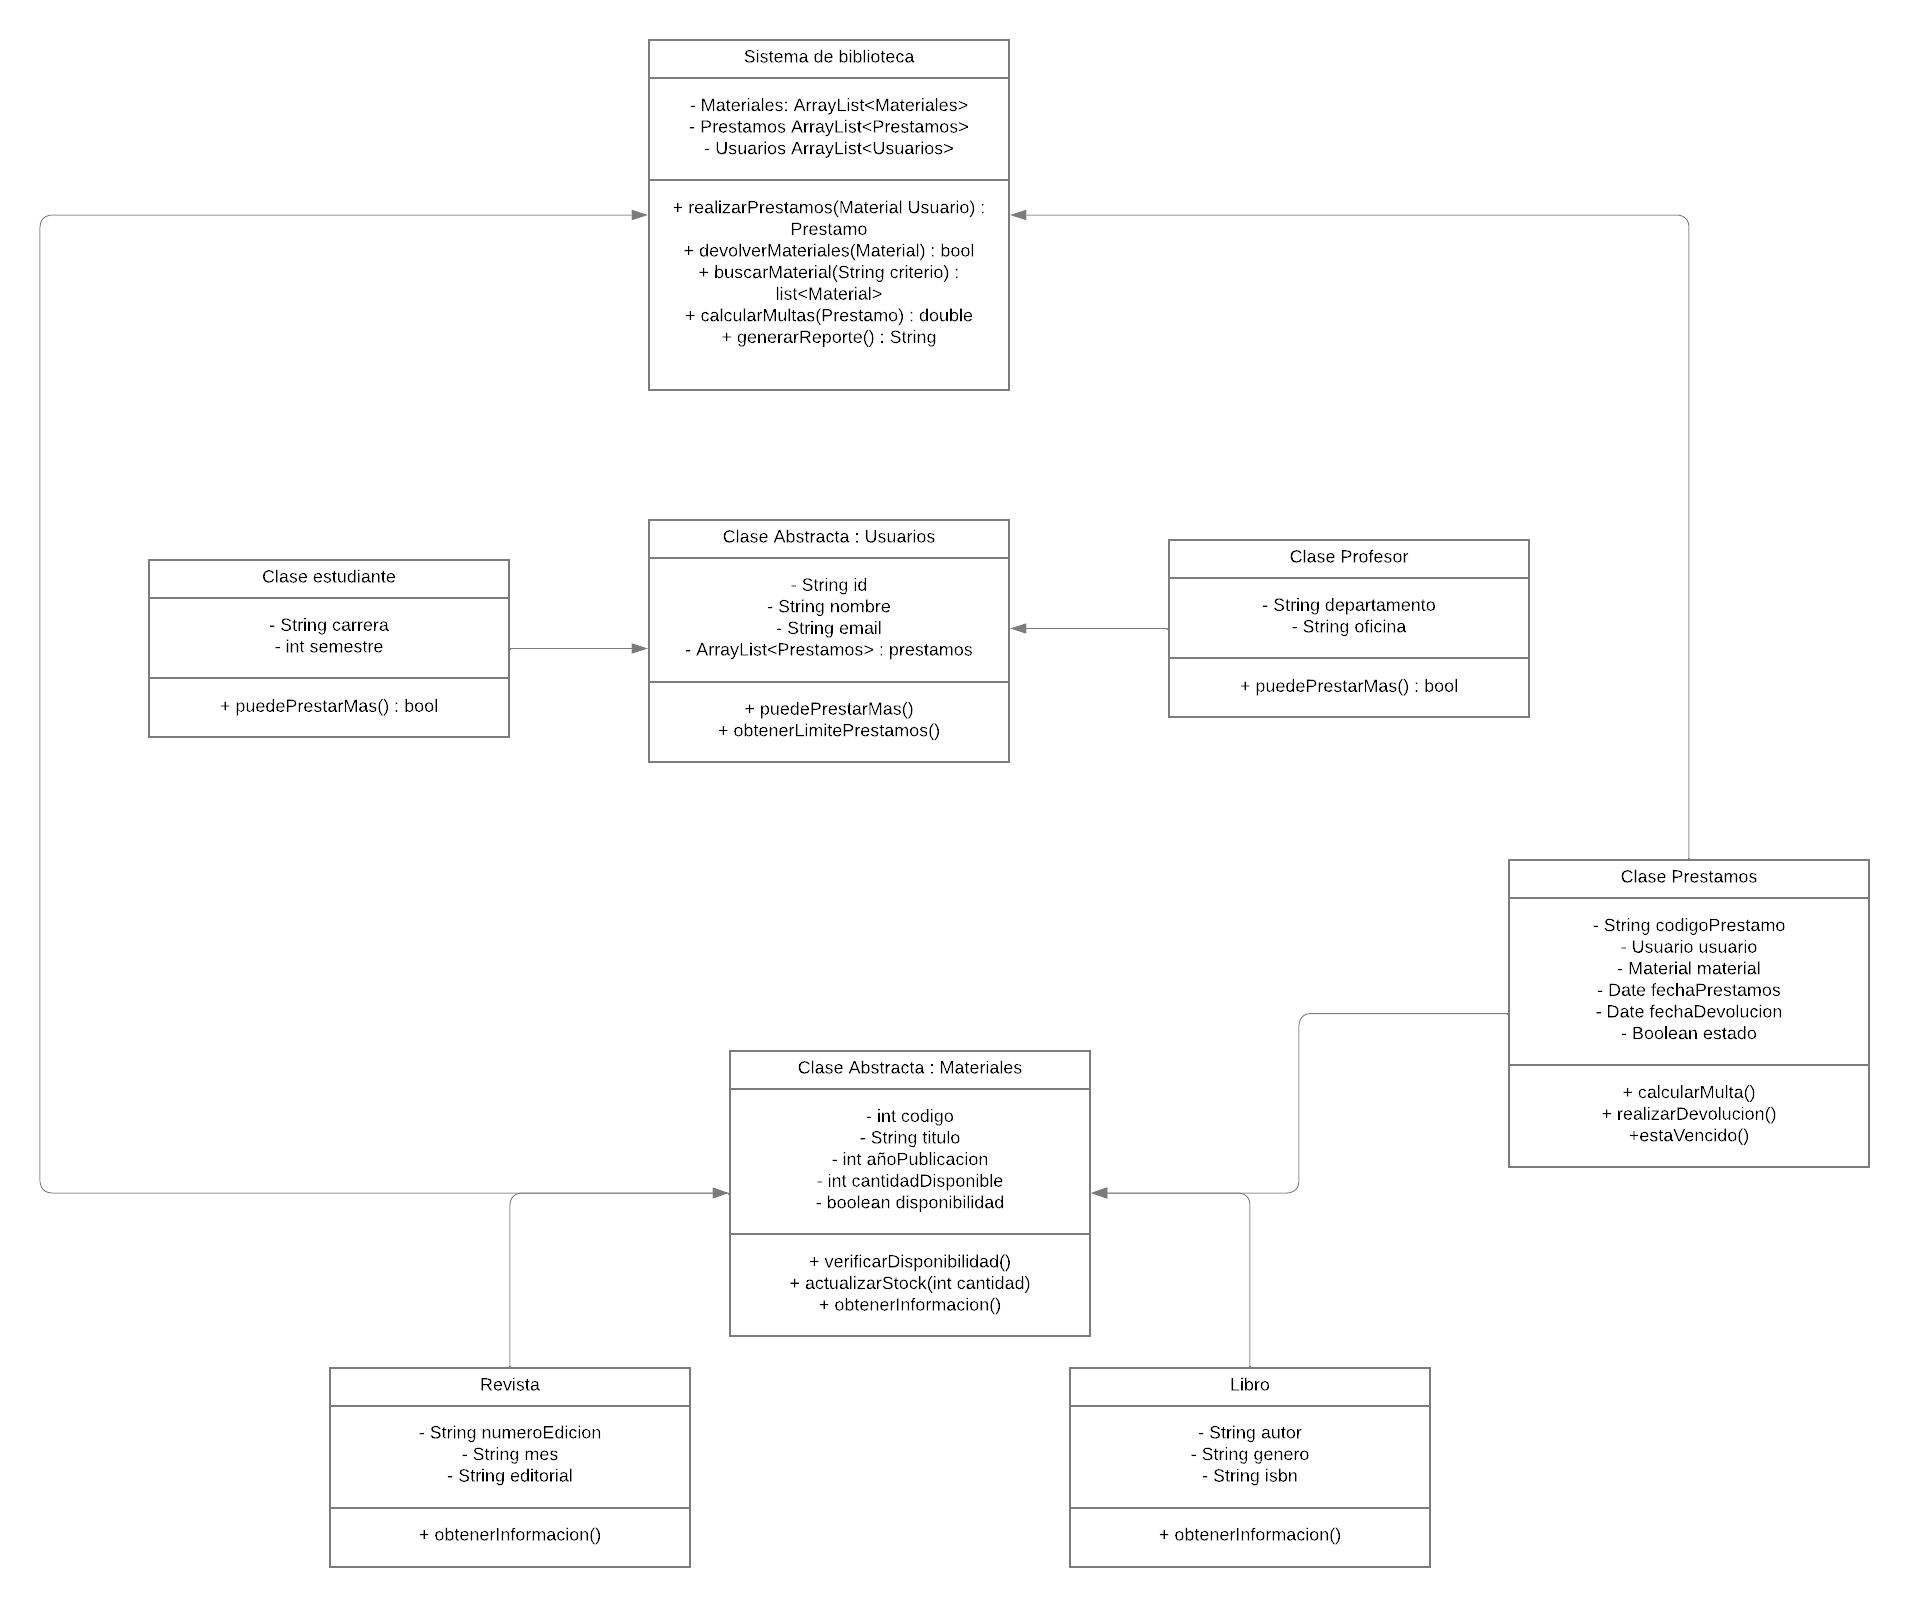 Sistema de biblioteca
- Materiales: ArrayList<Materiales>
- Prestamos ArrayList<Prestamos>
- Usuarios ArrayList<Usuarios>
+ realizarPrestamos(Material Usuario) :
Prestamo
+ devolverMateriales(Material) : bool
+ buscarMaterial(String criterio) :
list<Material>
+ calcularMultas(Prestamo) : double
+ generarReporte() : String
Clase estudiante
- String carrera
- int semestre
+ puedePrestarMas() : bool
Clase Abstracta : Usuarios
- String id
- String nombre
- String email
- ArrayList<Prestamos> : prestamos
+ puedePrestarMas()
+ obtenerLimitePrestamos()
Clase Profesor
- String departamento
- String oficina
+ puedePrestarMas() : bool
Clase Prestamos
- String codigoPrestamo
- Usuario usuario
- Material material
- Date fechaPrestamos
- Date fechaDevolucion
- Boolean estado
+ calcularMulta()
+ realizarDevolucion()
+estaVencido()
Clase Abstracta : Materiales
- int codigo
- String titulo
- int añoPublicacion
- int cantidadDisponible
- boolean disponibilidad
+ verificarDisponibilidad()
+ actualizarStock(int cantidad)
+ obtenerInformacion()
Revista
- String numeroEdicion
- String mes
- String editorial
+ obtenerInformacion()
Libro
- String autor
- String genero
- String isbn
+ obtenerInformacion()